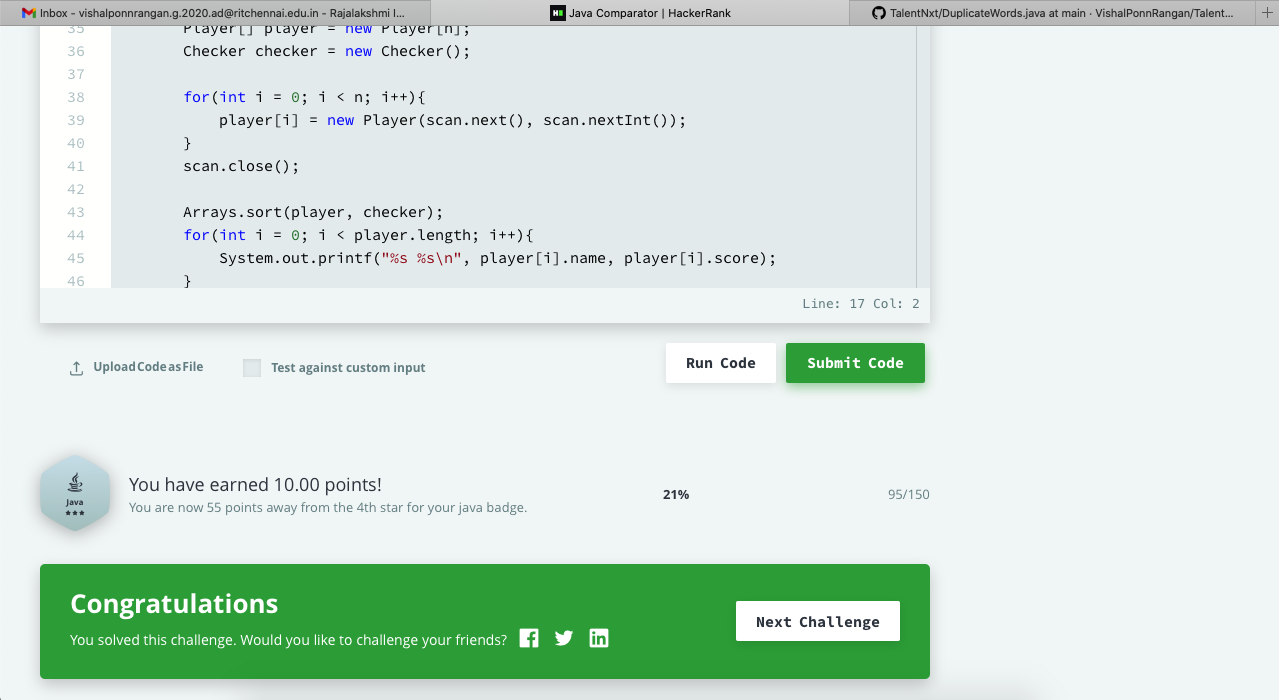 Inbox - vishalponnrangan.g.2020.ad@ritchennai.edu.in - Rajalakshmi I...
Java Comparator | HackerRank
TalentNxt/DuplicateWords.java at main · VishalPonnRangan/Talent...
35 Player[] player = new Player[n];
36 Checker checker = new Checker();
37
38 for(int i = 0; i < n; i++){
39 player[i] = new Player(scan.next(), scan.nextInt());
40 }
41 scan.close();
42
43 Arrays.sort(player, checker);
44 for(int i = 0; i < player.length; i++){
45 System.out.printf("%s %s\n", player[i].name, player[i].score);
46 }
Line: 17 Col: 2
Upload Code as File
Test against custom input
Run Code
Submit Code
Java
You have earned 10.00 points!
You are now 55 points away from the 4th star for your java badge.
21%
95/150
Congratulations
You solved this challenge. Would you like to challenge your friends?
Next Challenge